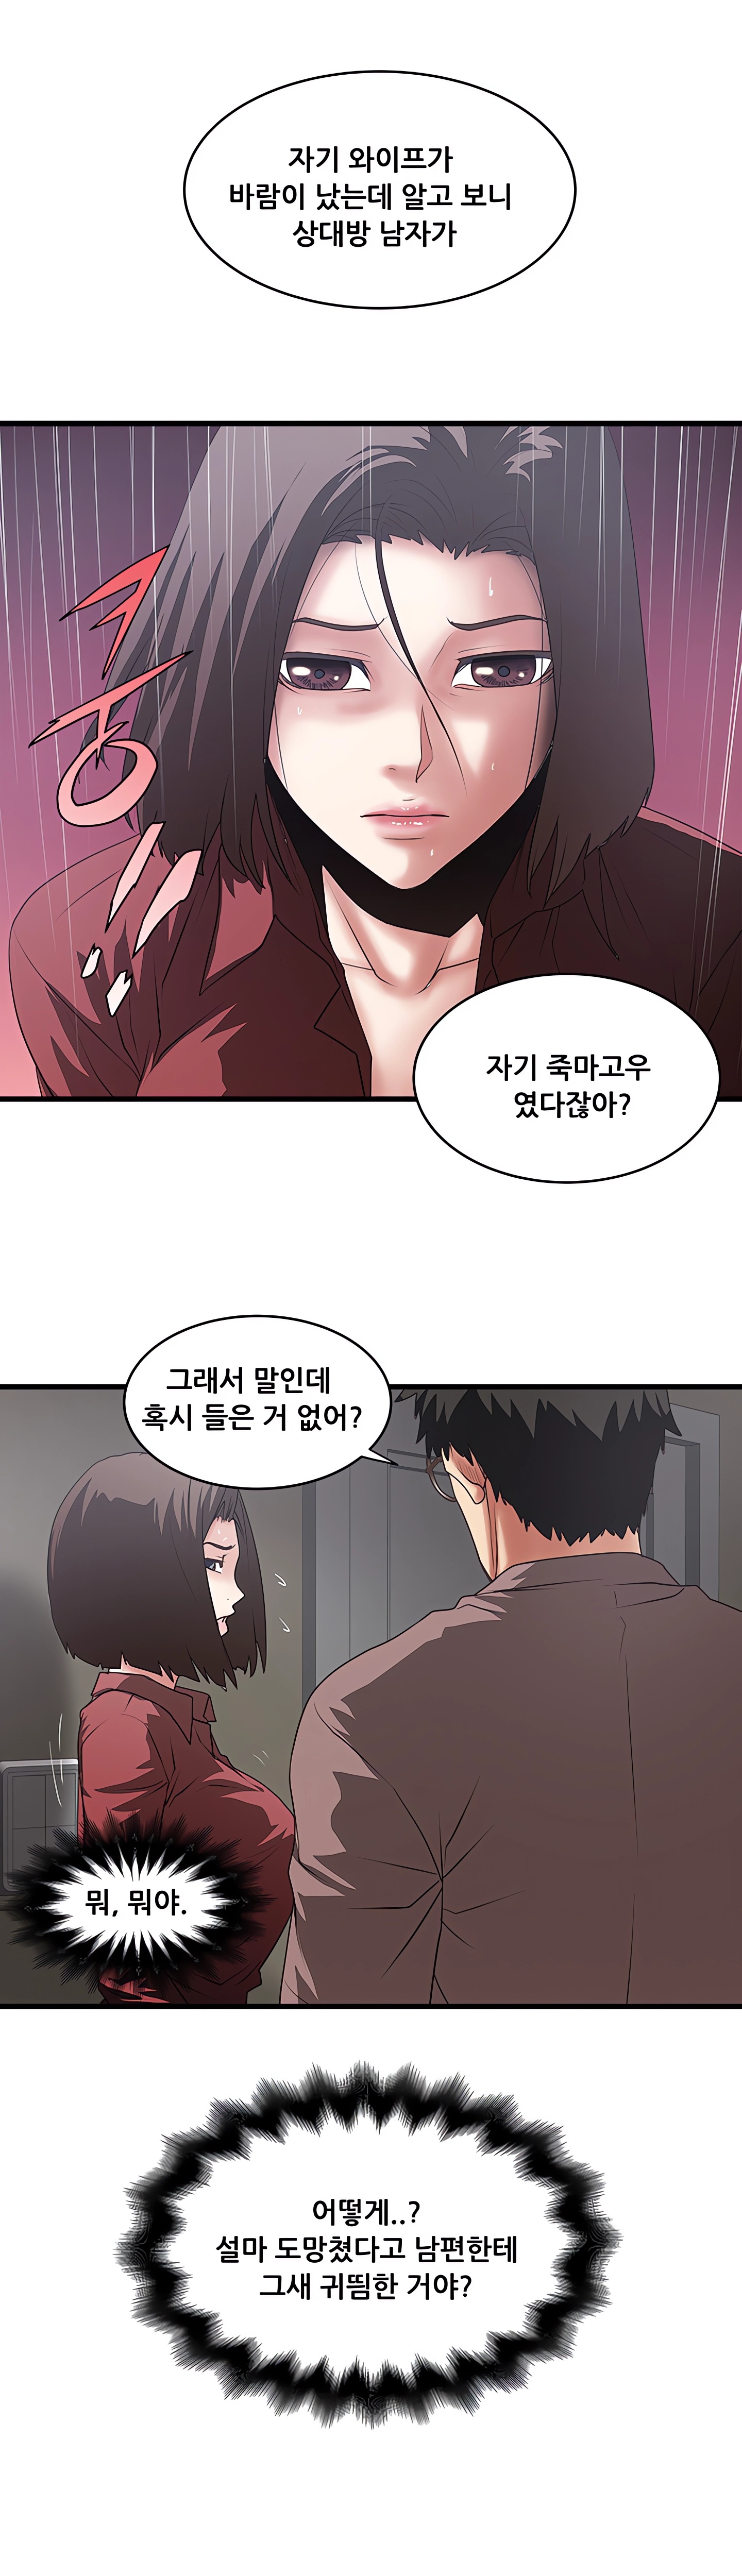 자기 와이프가
바람이 났는데 알고 보니
상대방 남자가
쿵
자기 죽마고우
였다잖아?
그래서 말인데
혹시 들은 거 없어?
뭐, 뭐야.
어떻게..?
설마 도망쳤다고 남편한테
그새 귀띔한 거야?